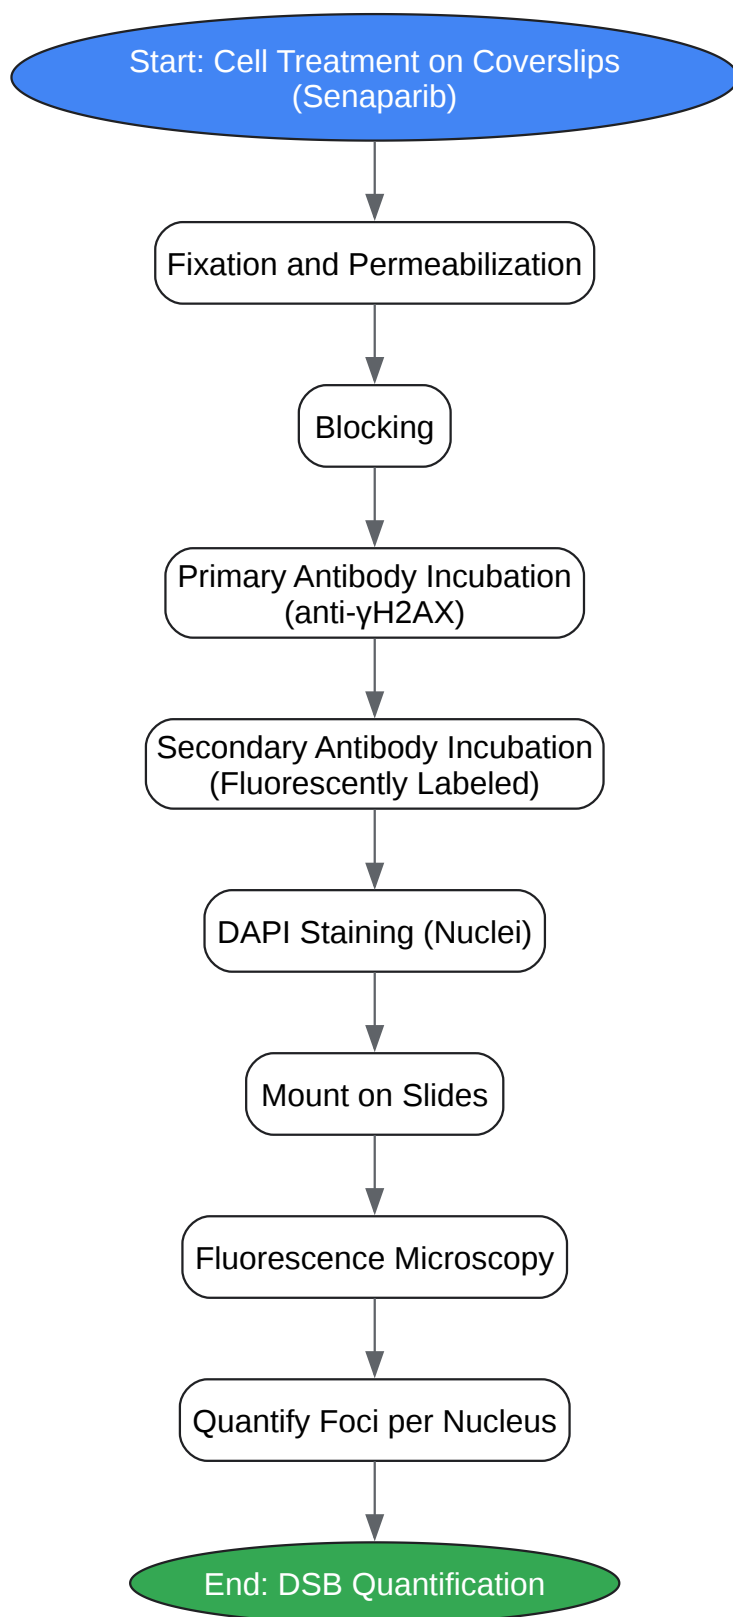 Start: Cell Treatment on Coverslips
(Senaparib)
Fixation and Permeabilization
Blocking
Primary Antibody Incubation
(anti-γH2AX)
Secondary Antibody Incubation
(Fluorescently Labeled)
DAPI Staining (Nuclei)
Mount on Slides
Fluorescence Microscopy
Quantify Foci per Nucleus
End: DSB Quantification